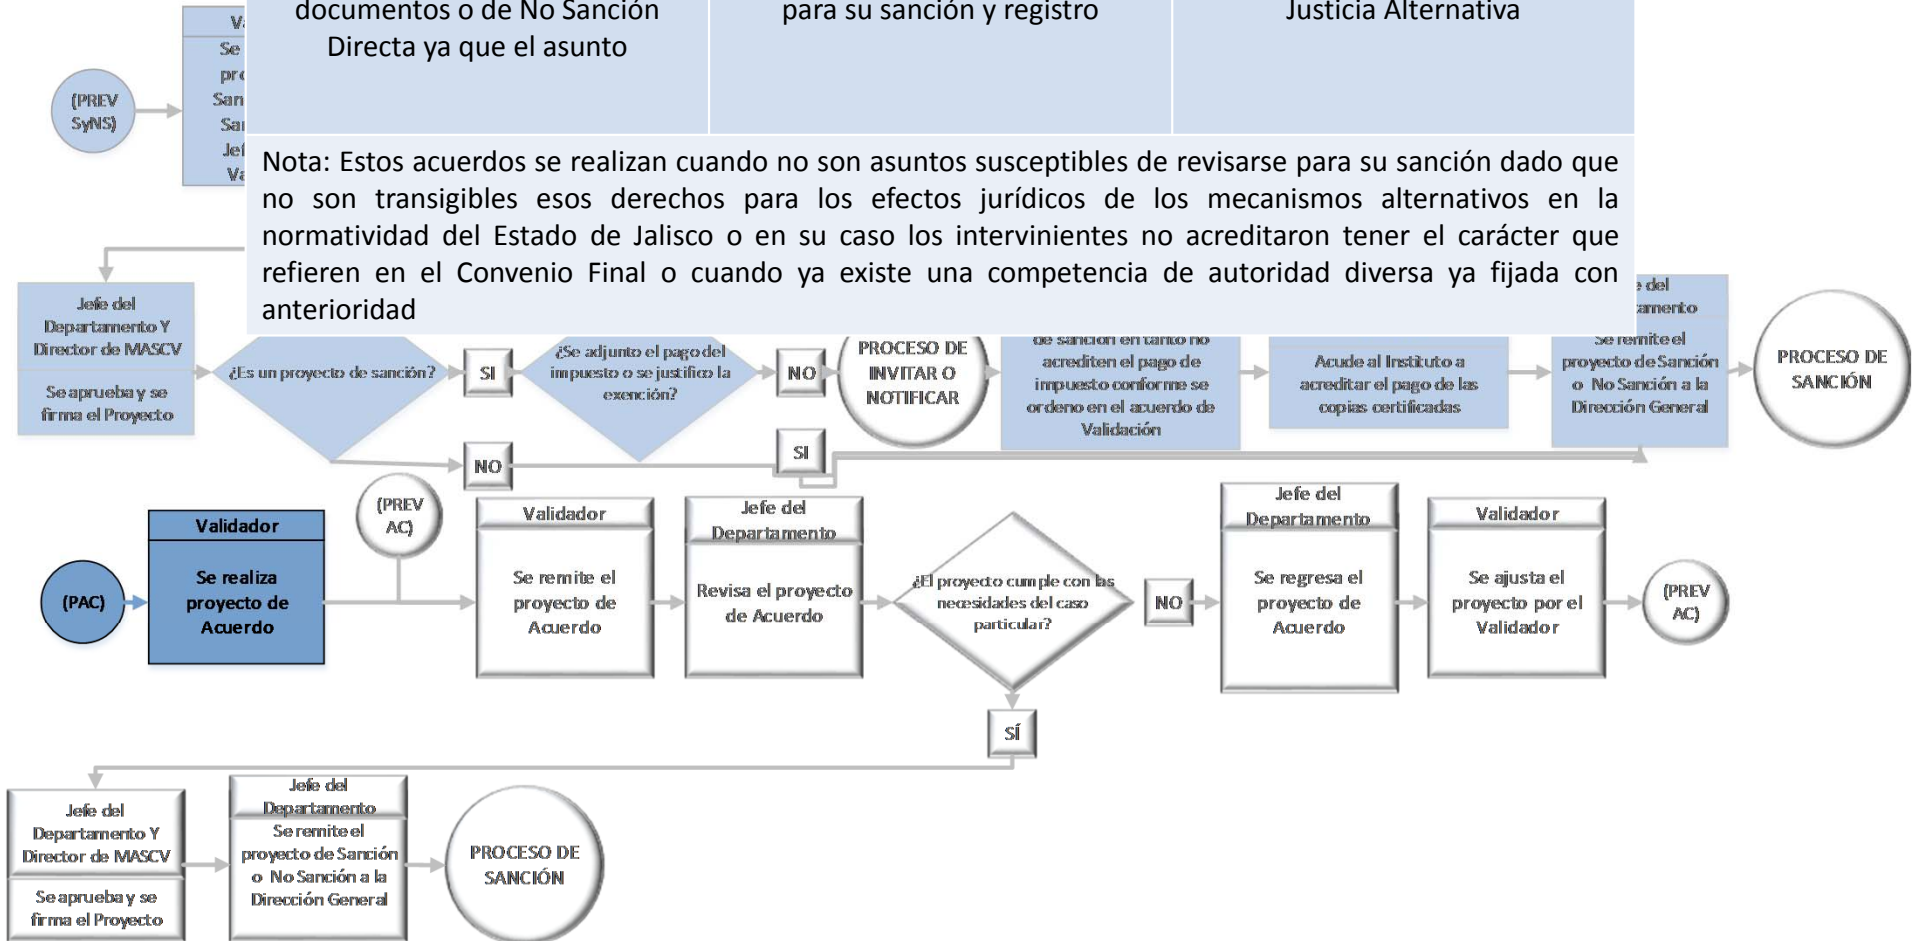 documentos o de No Sanción
Directa ya que el asunto
para su sanción y registro
Justicia Alternativa
(PREV
SyNS)
Se
Nota: Estos acuerdos se realizan cuando no son asuntos susceptibles de revisarse para su sanción dado que
no son transigibles esos derechos para los efectos jurídicos de los mecanismos alternativos en la
normatividad del Estado de Jalisco o en su caso los intervinientes no acreditaron tener el carácter que
refieren en el Convenio Final o cuando ya existe una competencia de autoridad diversa ya fijada con
anterioridad
Jefe del
Departamento Y
Director de MASCV
Se aprueba y se
firma el Proyecto
¿Es un proyecto de sanción?
SI
¿Se adjunto el pago del
impuesto o se justifico la
exención?
NO
PROCESO DE
INVITAR O
NOTIFICAR
de sanción en tanto no
acrediten el pago de
impuesto conforme se
ordeno en el acuerdo de
Validación
Acude al Instituto a
acreditar el pago de las
copias certificadas
del
Se remite el
proyecto de Sanción
o No Sanción a la
Dirección General
PROCESO DE
SANCIÓN
NO
SI
(PAC)
Validador
Se realiza
proyecto de
Acuerdo
(PREV
AC)
Validador
Se remite el
proyecto de
Acuerdo
Jefe del
Departamento
Revisa el proyecto
de Acuerdo
¿El proyecto cumple con las
necesidades del caso
particular?
NO
Jefe del
Departamento
Se regresa el
proyecto de
Acuerdo
Validador
Se ajusta el
proyecto por el
Validador
(PREV
AC)
SÍ
Jefe del
Departamento Y
Director de MASCV
Se aprueba y se
firma el Proyecto
Jefe del
Departamento
Se remite el
proyecto de Sanción
o No Sanción a la
Dirección General
PROCESO DE
SANCIÓN